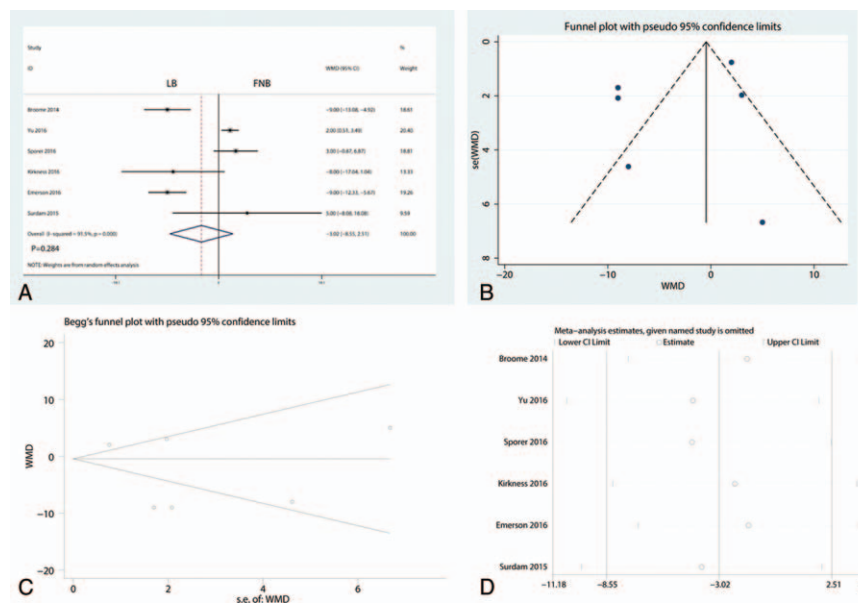 Study
%
ID
WMD (95% CI)
Weight
LB FNB
Broome 2014 -9.00 (-13.08, -4.92) 18.61
Yu 2016 2.00 (0.51, 3.49) 20.40
Sporer 2016 3.00 (-0.87, 6.87) 18.81
Kirkness 2016 -8.00 (-17.04, 1.04) 13.33
Emerson 2016 -9.00 (-12.33, -5.67) 19.26
Surdam 2015 5.00 (-8.08, 18.08) 9.59
Overall (I-squared = 91.5%, p = 0.000) -3.02 (-8.55, 2.51) 100.00
P=0.284
NOTE: Weights are from random effects analysis
0
A
Funnel plot with pseudo 95% confidence limits
0
2
4
6
8
se(WMD)
-20 -10 0 10
WMD
B
Begg's funnel plot with pseudo 95% confidence limits
20
10
0
-10
-20
WMD
0 2 4 6
s.e. of: WMD
C
Meta-analysis estimates, given named study is omitted
Lower CI Limit Estimate Upper CI Limit
Broome 2014
Yu 2016
Sporer 2016
Kirkness 2016
Emerson 2016
Surdam 2015
-11.18 -8.55 -3.02 2.51
D